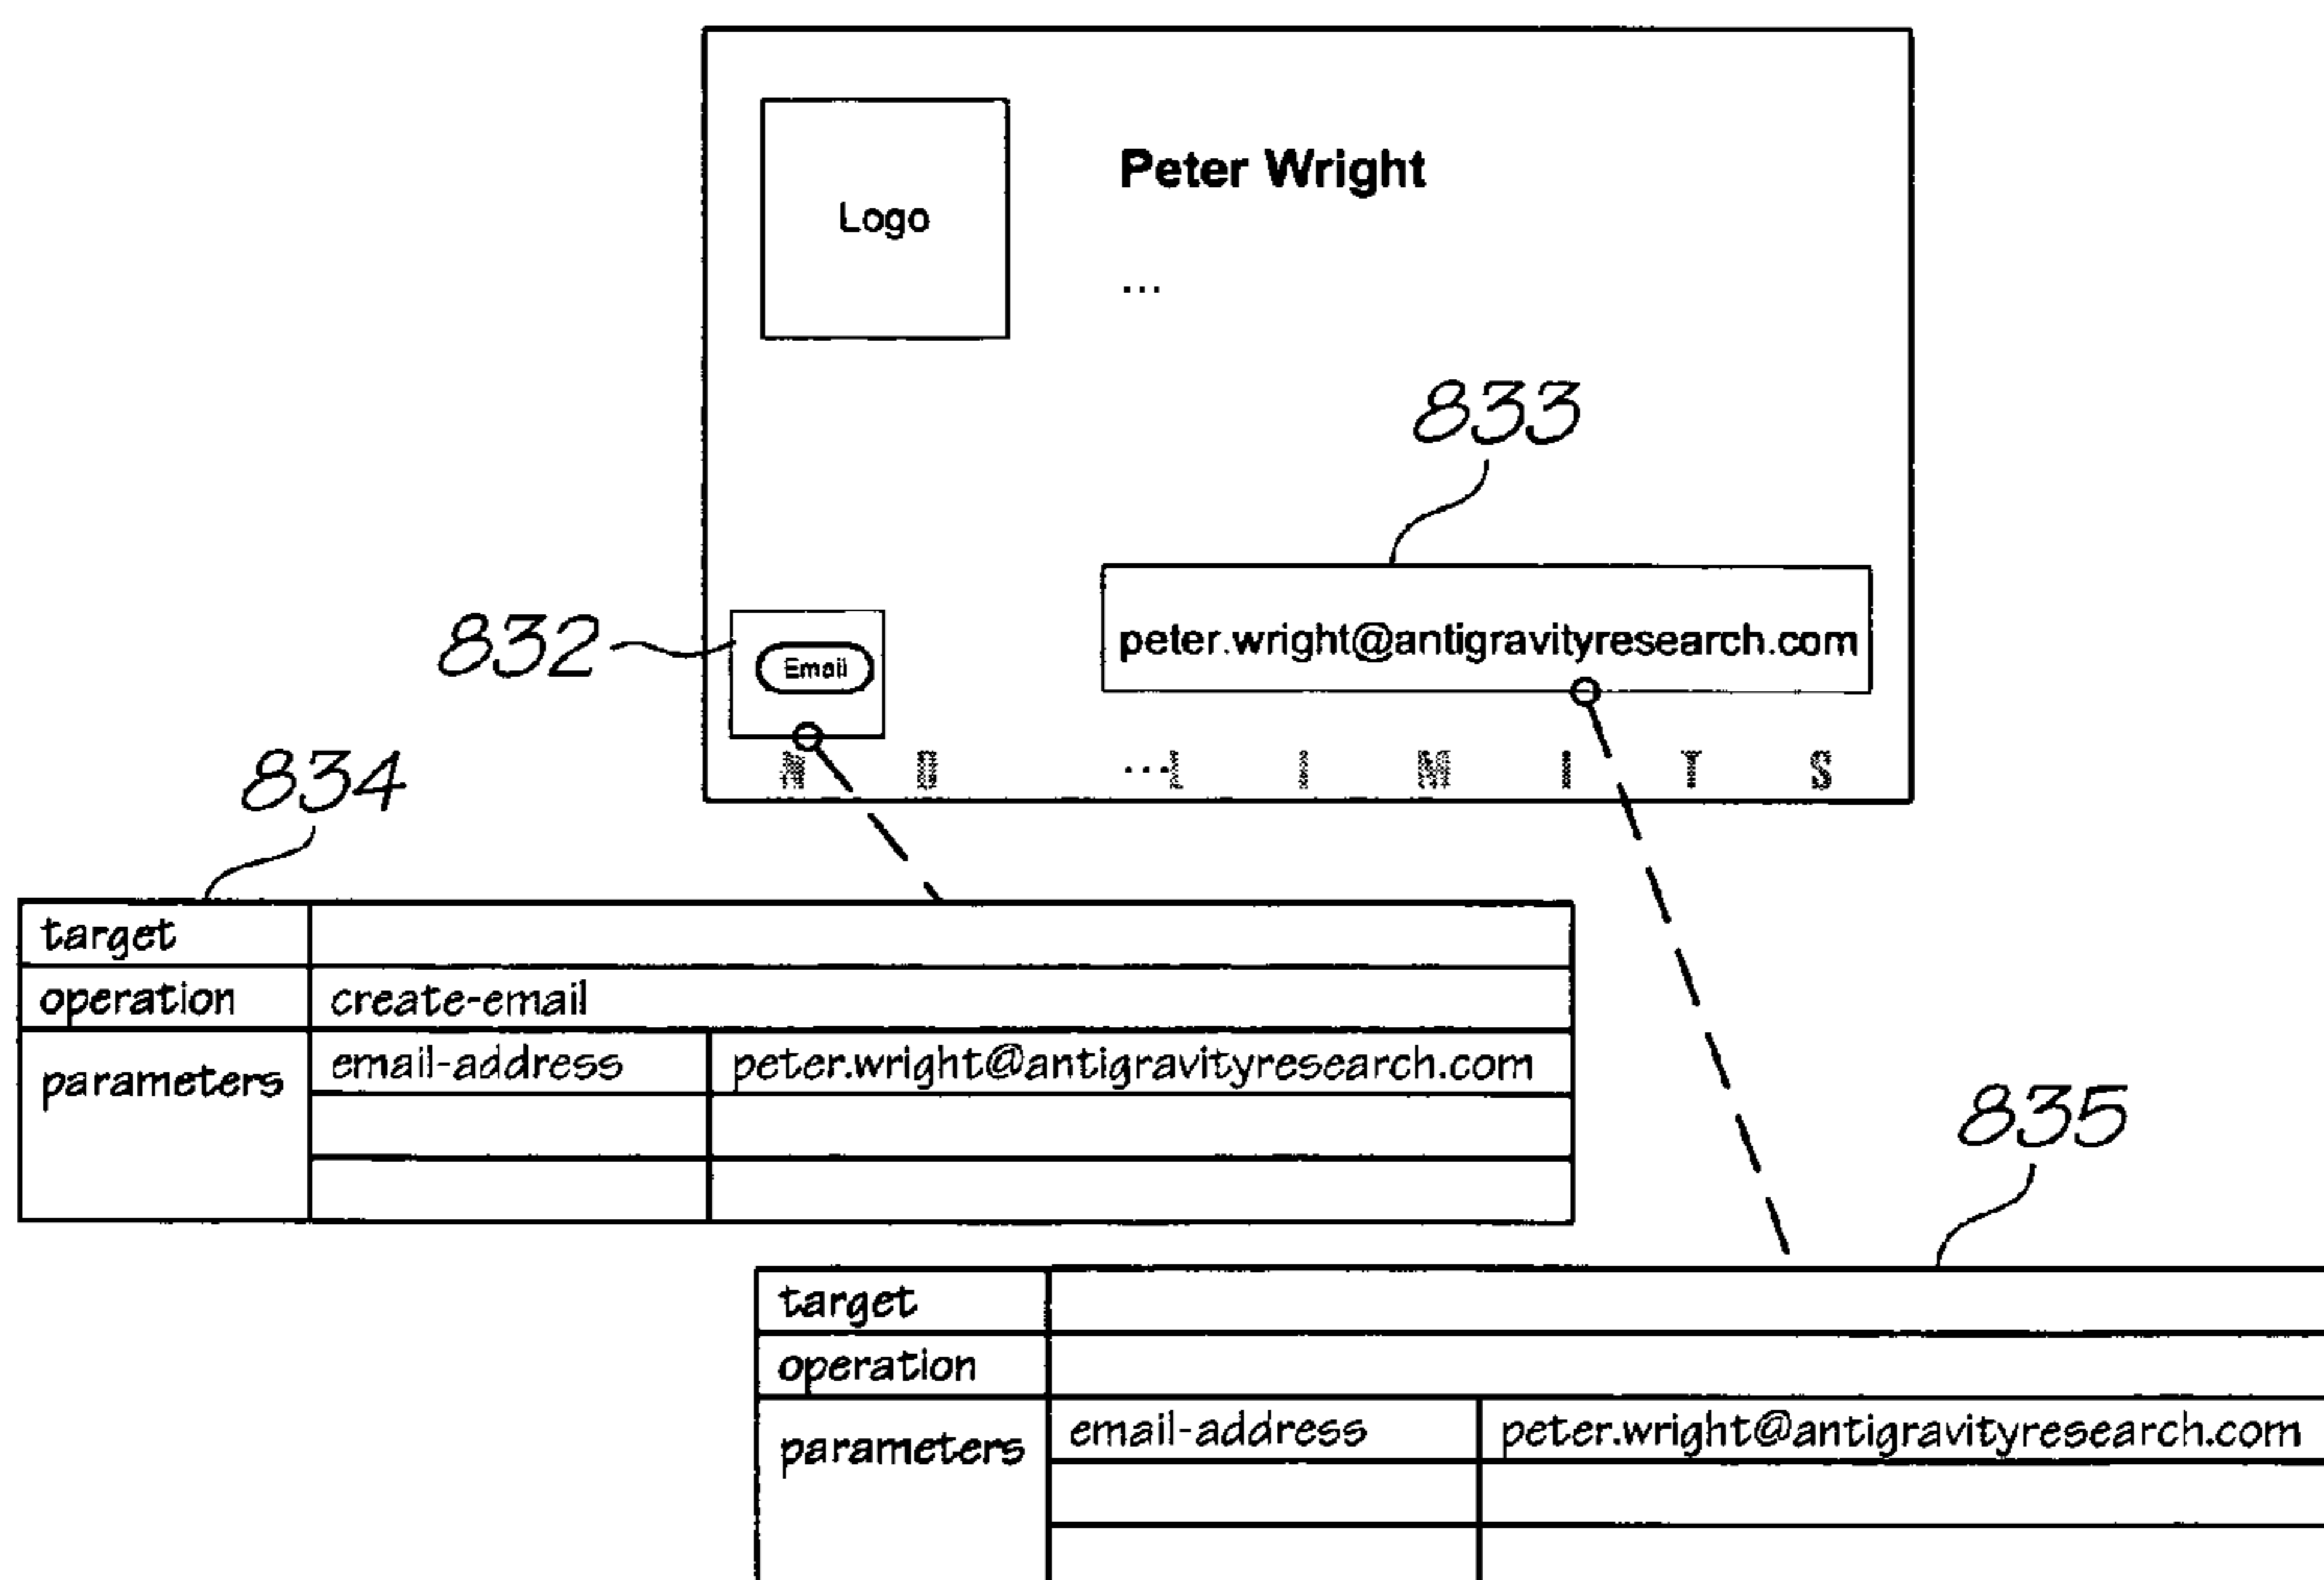 Peter Wright
Logo
...
833
832
Email
peter.wright@antigravityresearch.com
... I M I T S
834
target
operation create-email
parameters email-address peter.wright@antigravityresearch.com
835
target
operation
parameters email-address peter.wright@antigravityresearch.com